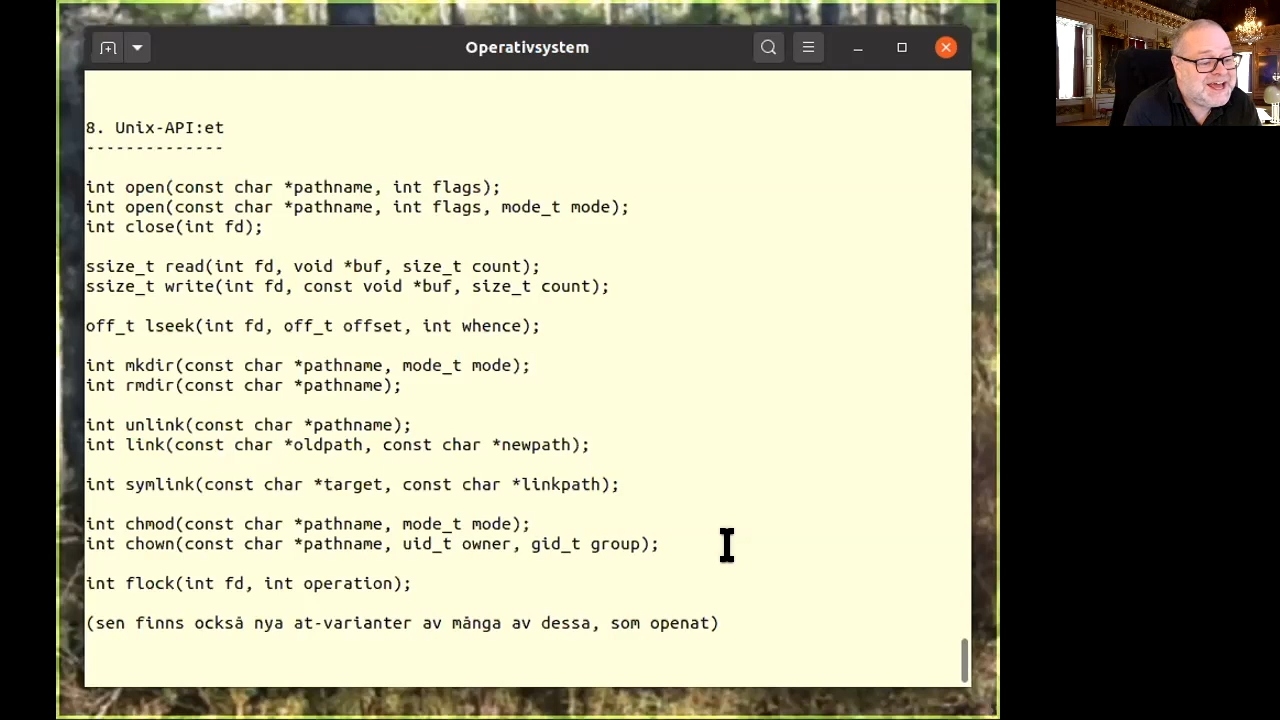 Operativsystem
8. Unix-API:et
--------------
int open(const char *pathname, int flags);
int open(const char *pathname, int flags, mode_t mode);
int close(int fd);
ssize_t read(int fd, void *buf, size_t count);
ssize_t write(int fd, const void *buf, size_t count);
off_t lseek(int fd, off_t offset, int whence);
int mkdir(const char *pathname, mode_t mode);
int rmdir(const char *pathname);
int unlink(const char *pathname);
int link(const char *oldpath, const char *newpath);
int symlink(const char *target, const char *linkpath);
int chmod(const char *pathname, mode_t mode);
int chown(const char *pathname, uid_t owner, gid_t group);
int flock(int fd, int operation);
(sen finns också nya at-varianter av många av dessa, som openat)